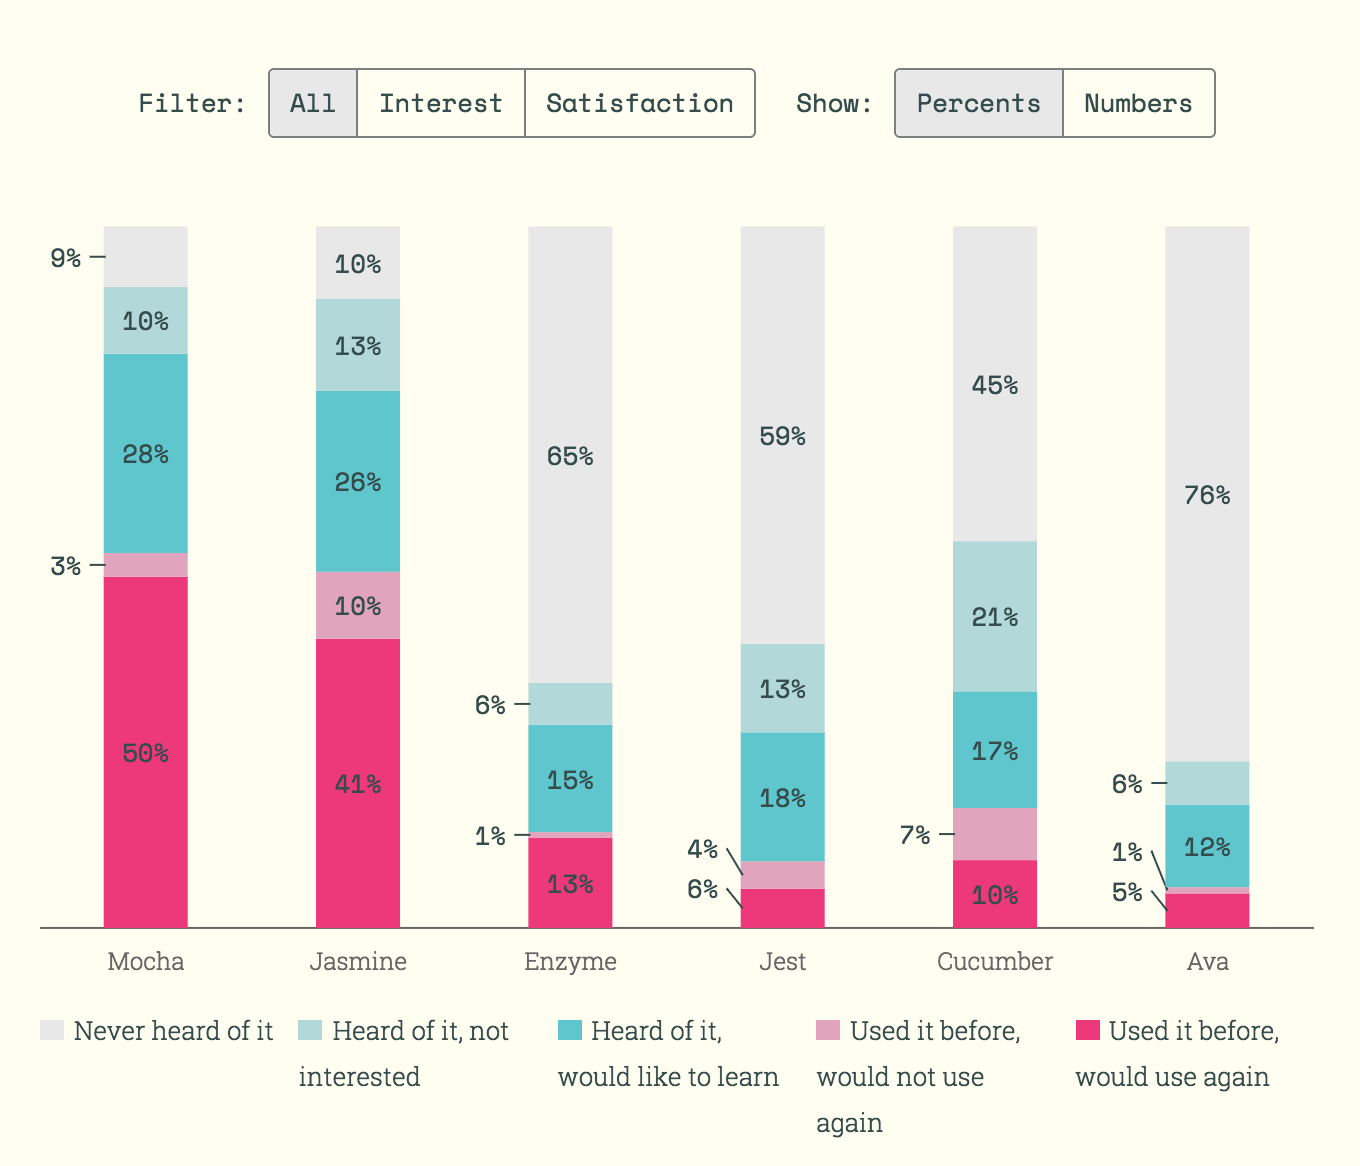 Filter: All Interest Satisfaction Show: Percents Numbers
9% 10% 28% 3% 50%
10% 13% 26% 10% 41%
65% 6% 15% 1% 13%
59% 13% 18% 4% 6%
45% 21% 17% 7% 10%
76% 6% 12% 1% 5%
Mocha Jasmine Enzyme Jest Cucumber Ava
Never heard of it
Heard of it, not
interested
Heard of it,
would like to learn
Used it before,
would not use
again
Used it before,
would use again